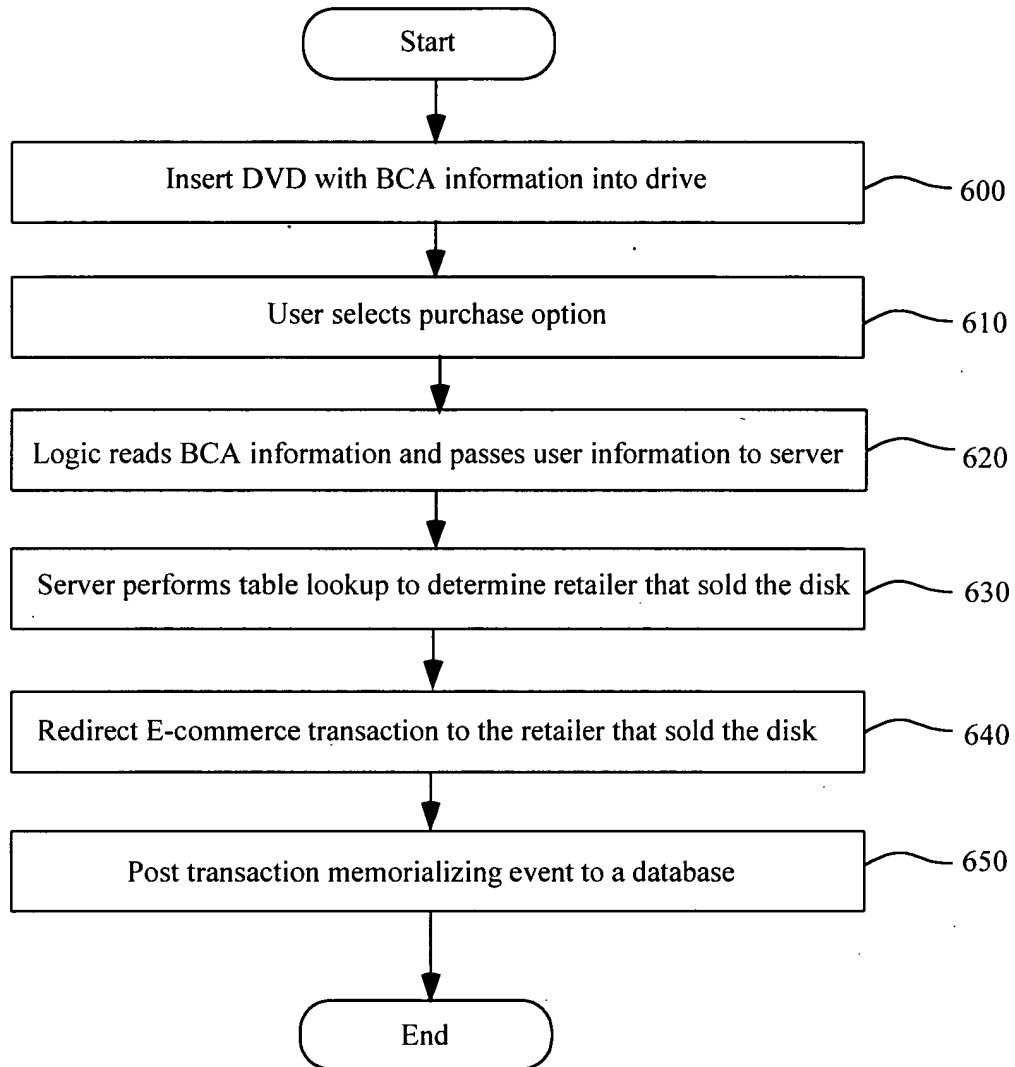 Start
Insert DVD with BCA information into drive
600
User selects purchase option
610
Logic reads BCA information and passes user information to server
620
Server performs table lookup to determine retailer that sold the disk
630
Redirect E-commerce transaction to the retailer that sold the disk
640
Post transaction memorializing event to a database
650
End